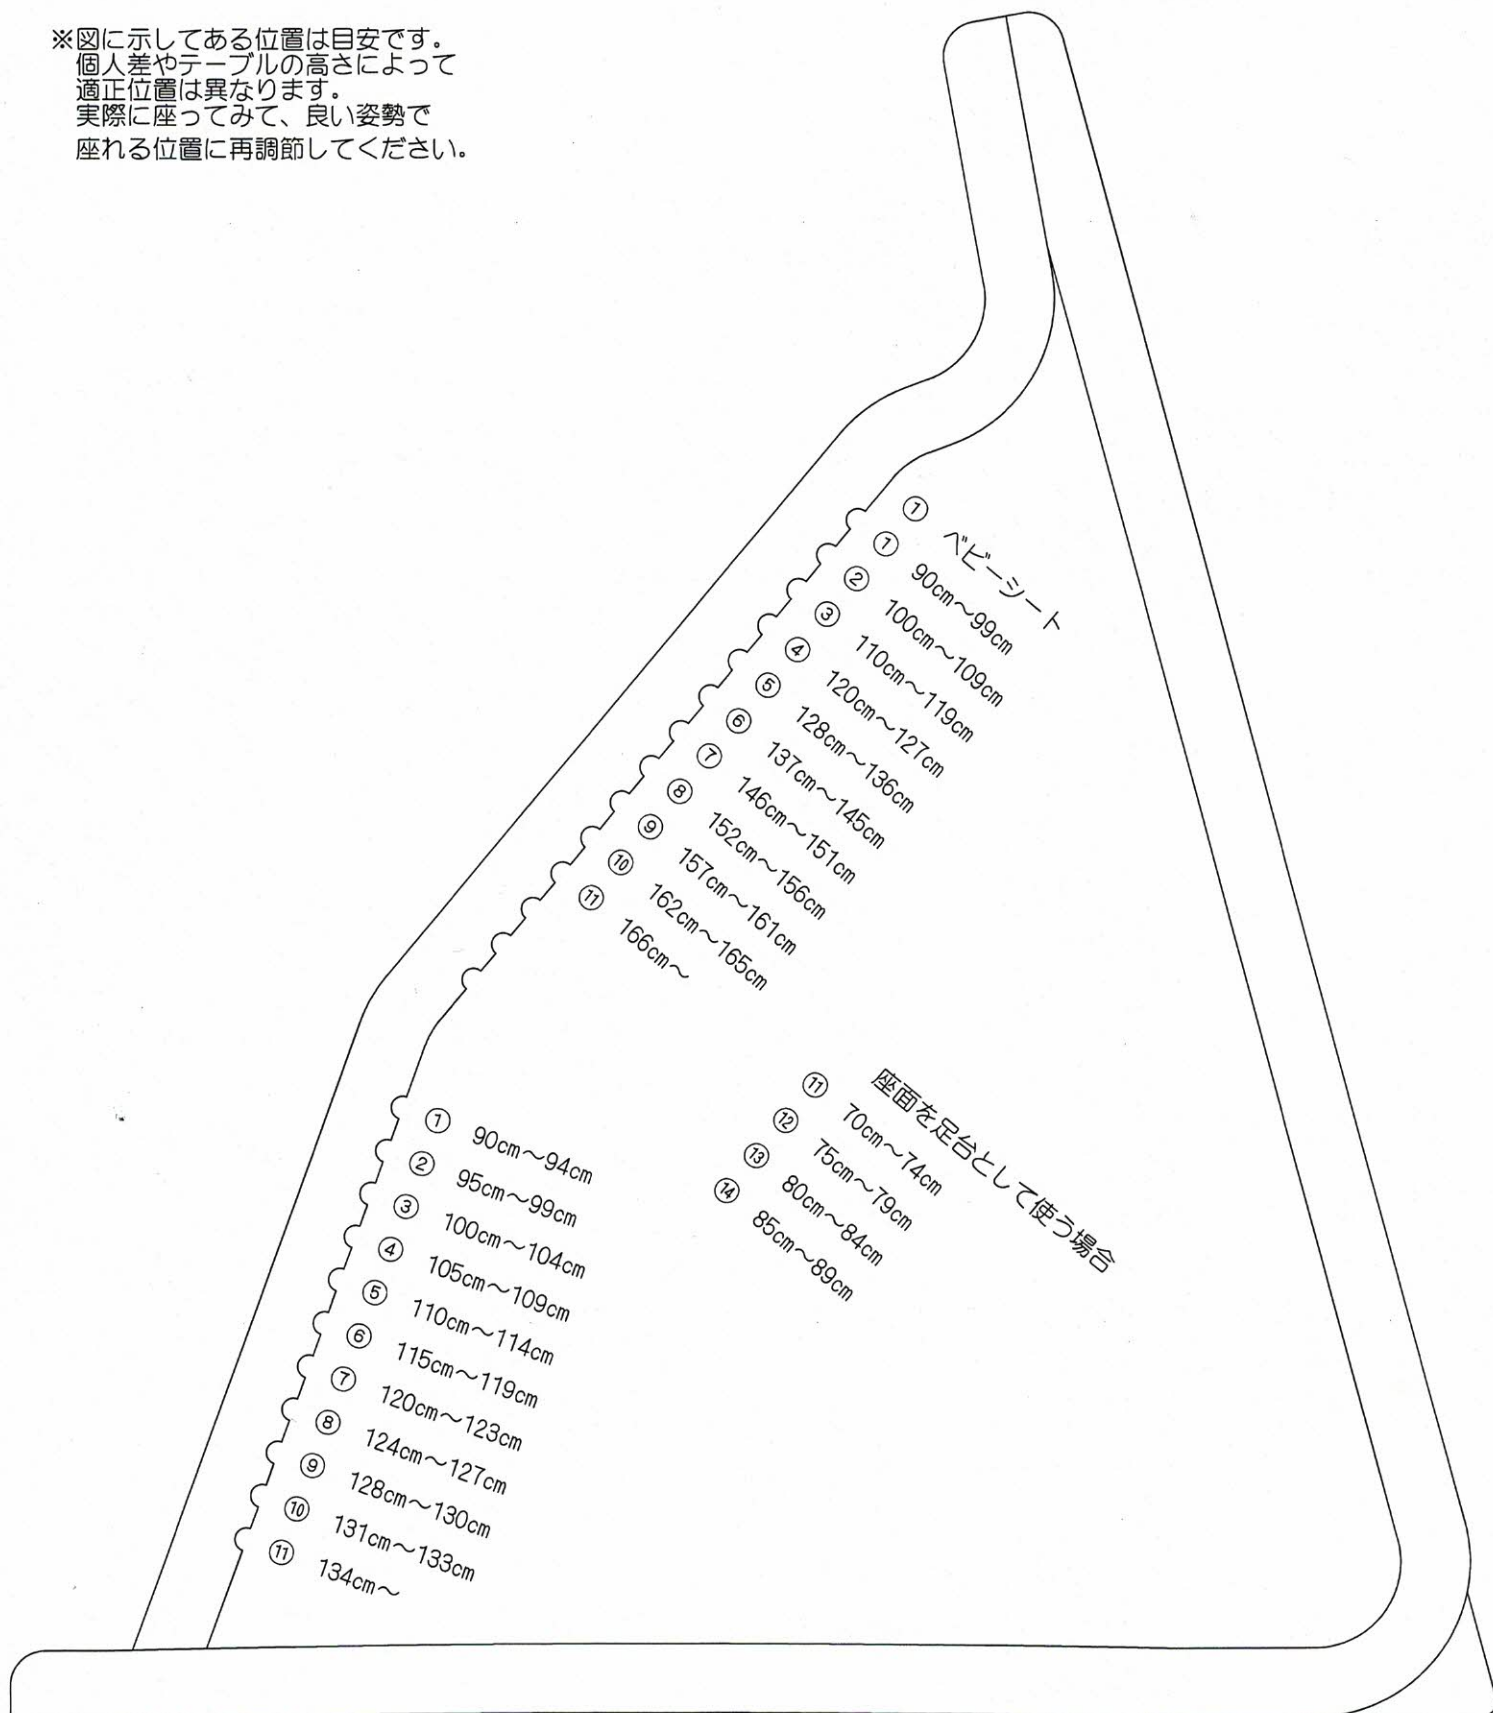 ※図に示してある位置は目安です。
個人差やテーブルの高さによって
適正位置は異なります。
実際に座ってみて、良い姿勢で
座れる位置に再調節してください。
① ベビーシート
① 90cm～99cm
② 100cm～109cm
③ 110cm～119cm
④ 120cm～127cm
⑤ 128cm～136cm
⑥ 137cm～145cm
⑦ 146cm～151cm
⑧ 152cm～156cm
⑨ 157cm～161cm
⑩ 162cm～165cm
⑪ 166cm～
座面を足台として使う場合
⑪ 70cm～74cm
⑫ 75cm～79cm
⑬ 80cm～84cm
⑭ 85cm～89cm
① 90cm～94cm
② 95cm～99cm
③ 100cm～104cm
④ 105cm～109cm
⑤ 110cm～114cm
⑥ 115cm～119cm
⑦ 120cm～123cm
⑧ 124cm～127cm
⑨ 128cm～130cm
⑩ 131cm～133cm
⑪ 134cm～